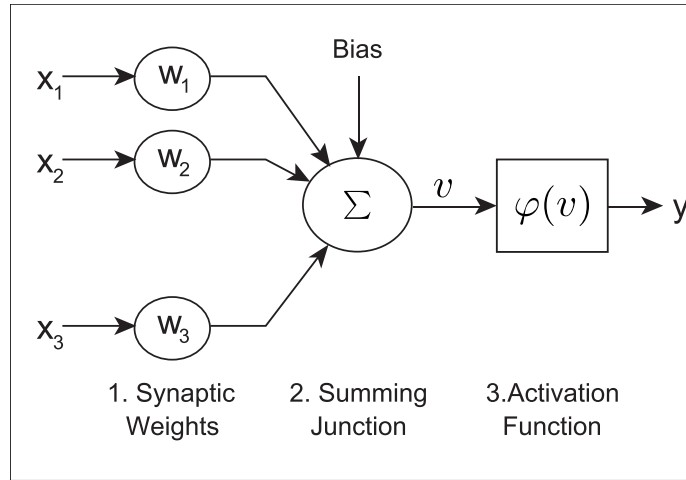 Bias
x₁
w₁
x₂
w₂
Σ
v
φ(v)
y
x₃
w₃
1. Synaptic
Weights
2. Summing
Junction
3.Activation
Function